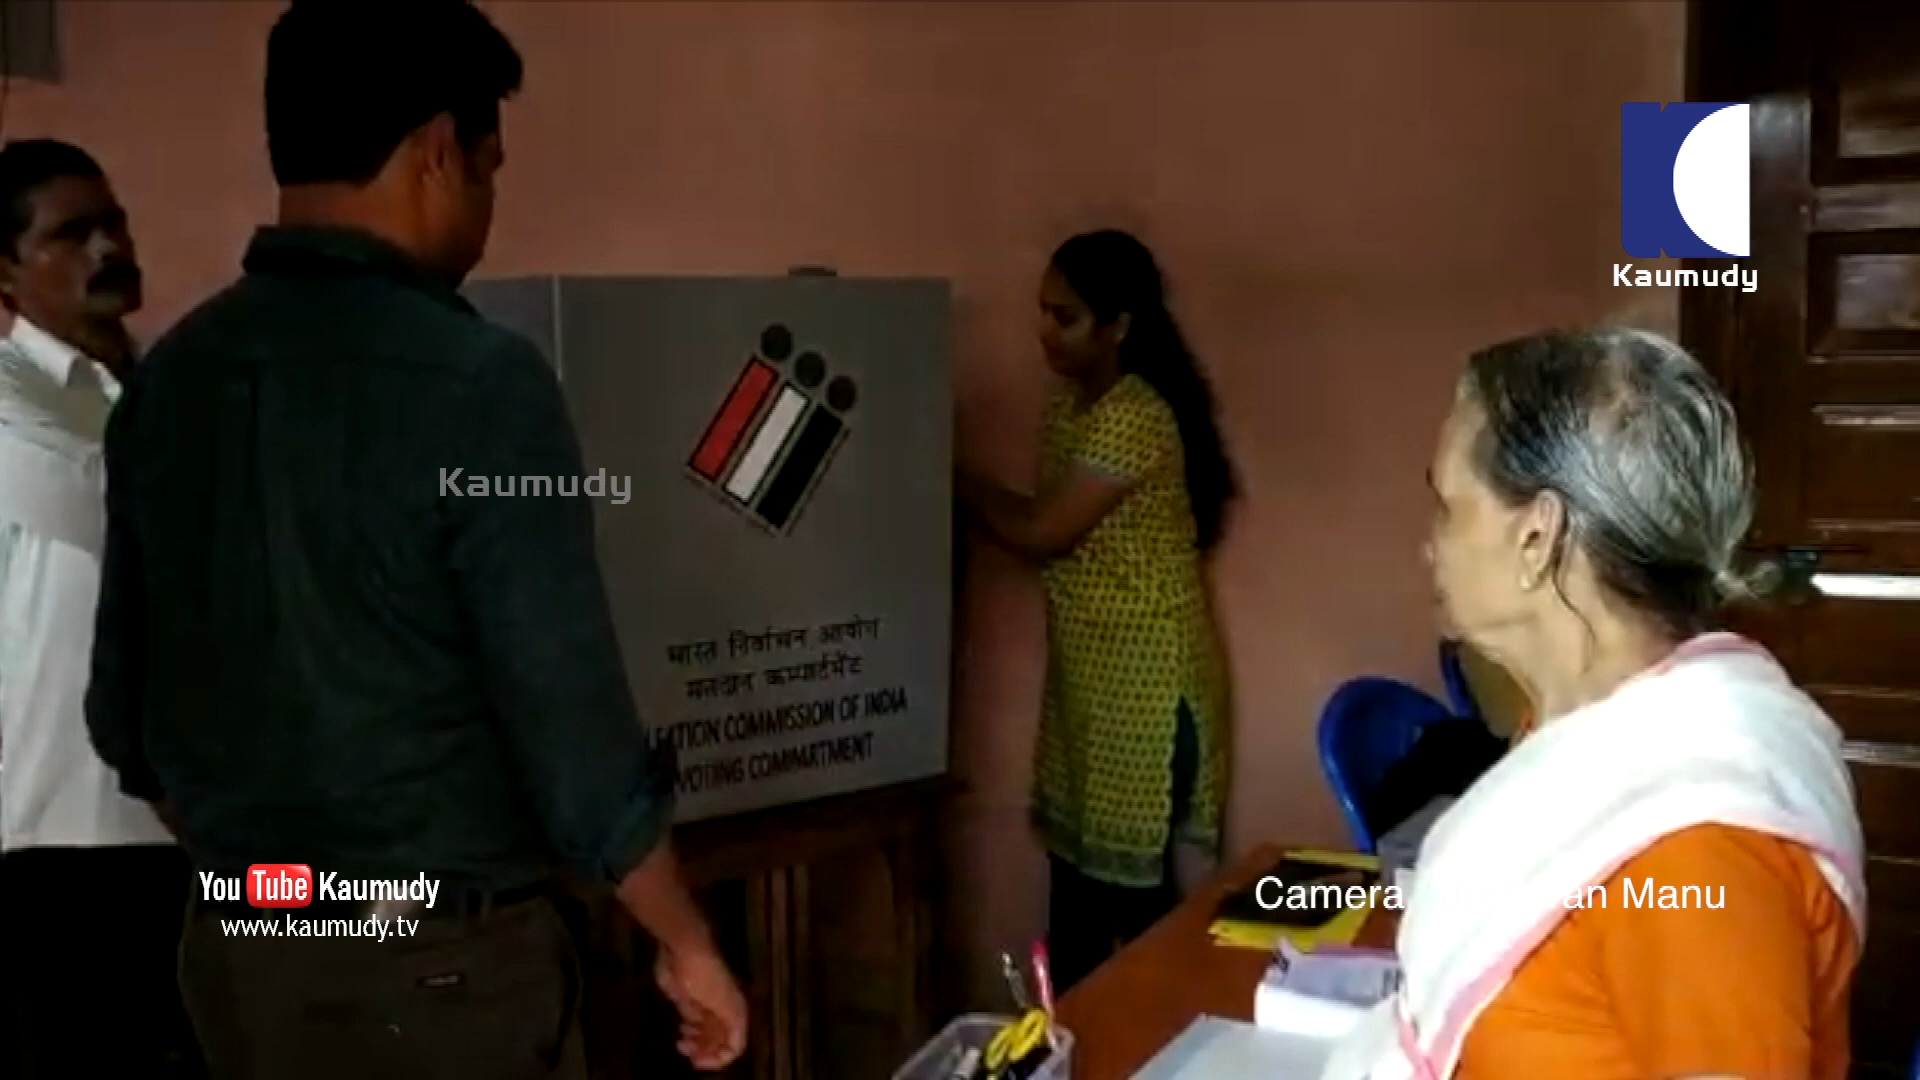 Kaumudy
Kaumudy
भारत निर्वाचन आयोग
मतदान कम्पार्टमेंट
ELECTION COMMISSION OF INDIA
VOTING COMPARTMENT
You Tube Kaumudy
www.kaumudy.tv
Camera Manu